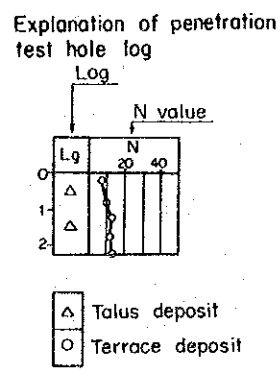 Explanation of penetration
test hole log
Log
N value
Lg N
20 40
0
1
2
Talus deposit
Terrace deposit